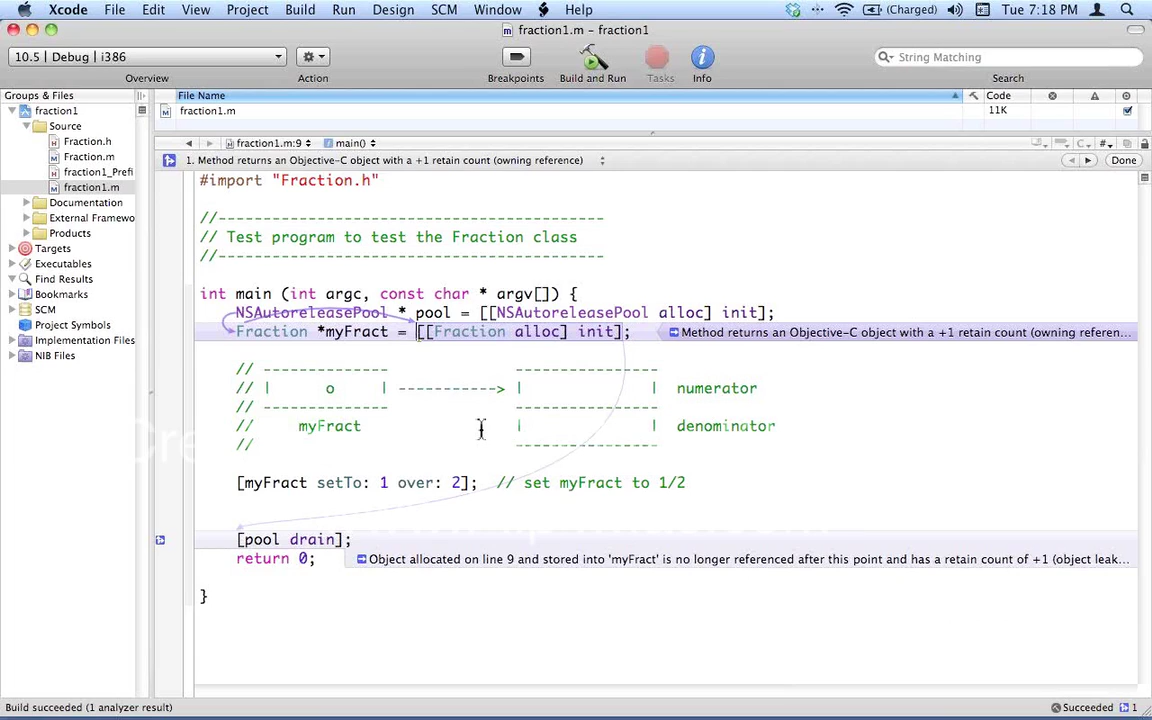 Xcode File Edit View Project Build Run Design SCM Window Help (Charged) Tue 7:18 PM
fraction1.m – fraction1
10.5 | Debug | i386
String Matching
Overview Action Breakpoints Build and Run Tasks Info Search
Groups & Files
File Name Code
fraction1 fraction1.m 11K
Source
Fraction.h
Fraction.m
fraction1_Prefi
fraction1.m
Documentation
External Framewo
Products
Targets
Executables
Find Results
Bookmarks
SCM
Project Symbols
Implementation Files
NIB Files
fraction1.m:9 main()
1. Method returns an Objective-C object with a +1 retain count (owning reference) Done
#import "Fraction.h"
//-------------------------------------------
// Test program to test the Fraction class
//-------------------------------------------
int main (int argc, const char * argv[]) {
NSAutoreleasePool * pool = [[NSAutoreleasePool alloc] init];
Fraction *myFract = [[Fraction alloc] init]; Method returns an Objective-C object with a +1 retain count (owning referen...
// -------------- ----------------
// | o | -----------> | | numerator
// -------------- ----------------
// myFract | | denominator
// ----------------
[myFract setTo: 1 over: 2]; // set myFract to 1/2
[pool drain];
return 0; Object allocated on line 9 and stored into 'myFract' is no longer referenced after this point and has a retain count of +1 (object leak...
}
Build succeeded (1 analyzer result) Succeeded 1